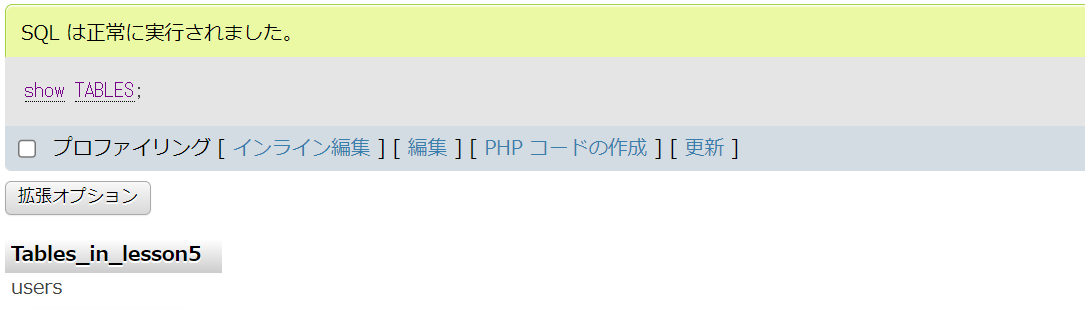 SQL は正常に実行されました。
show TABLES;
プロファイリング [ インライン編集 ] [ 編集 ] [ PHP コードの作成 ] [ 更新 ]
拡張オプション
Tables_in_lesson5
users